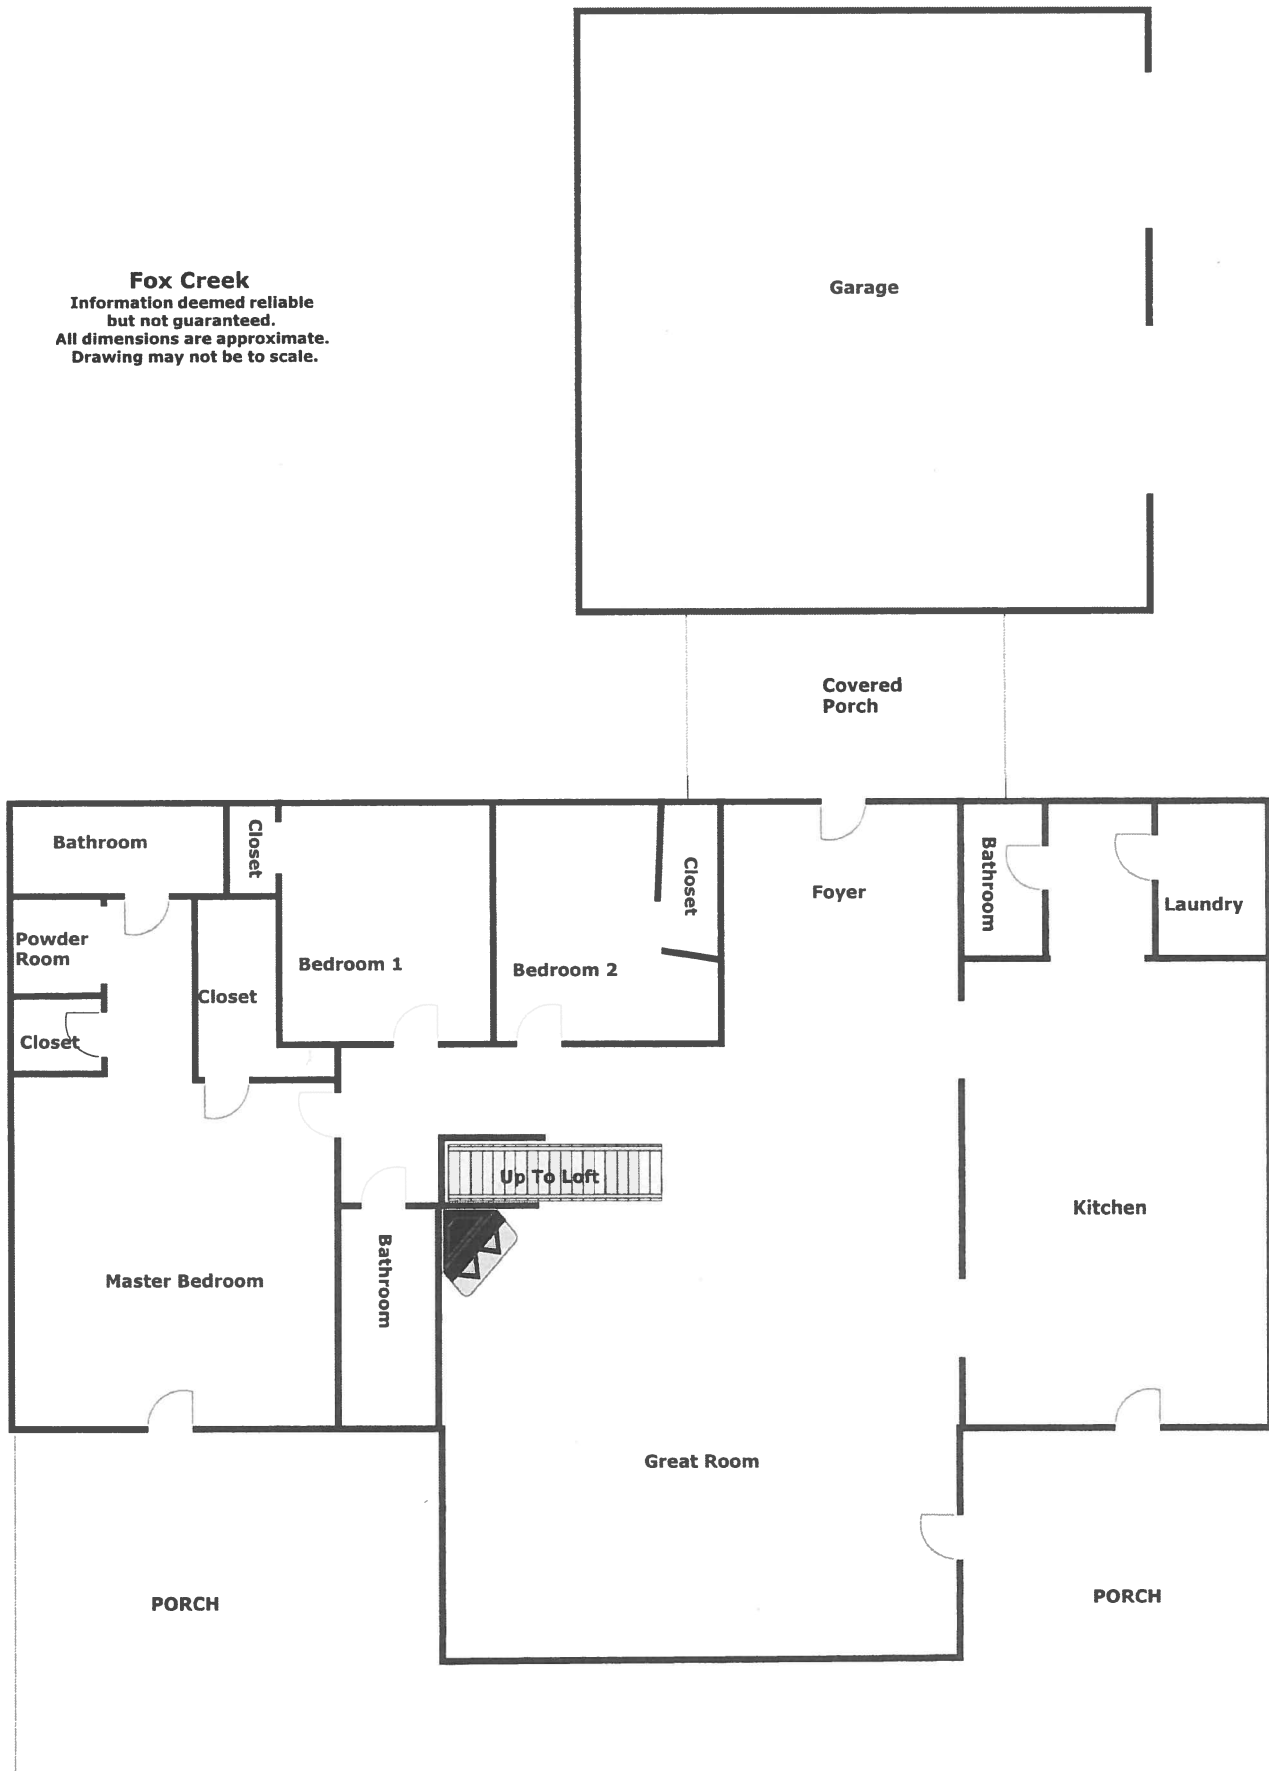 Garage
Fox Creek
Information deemed reliable
but not guaranteed.
All dimensions are approximate.
Drawing may not be to scale.
Covered
Porch
Bathroom
Closet
Closet
Bathroom
Foyer
Laundry
Powder
Room
Bedroom 1
Bedroom 2
Closet
Closet
Up To Loft
Kitchen
Master Bedroom
Bathroom
Great Room
PORCH
PORCH